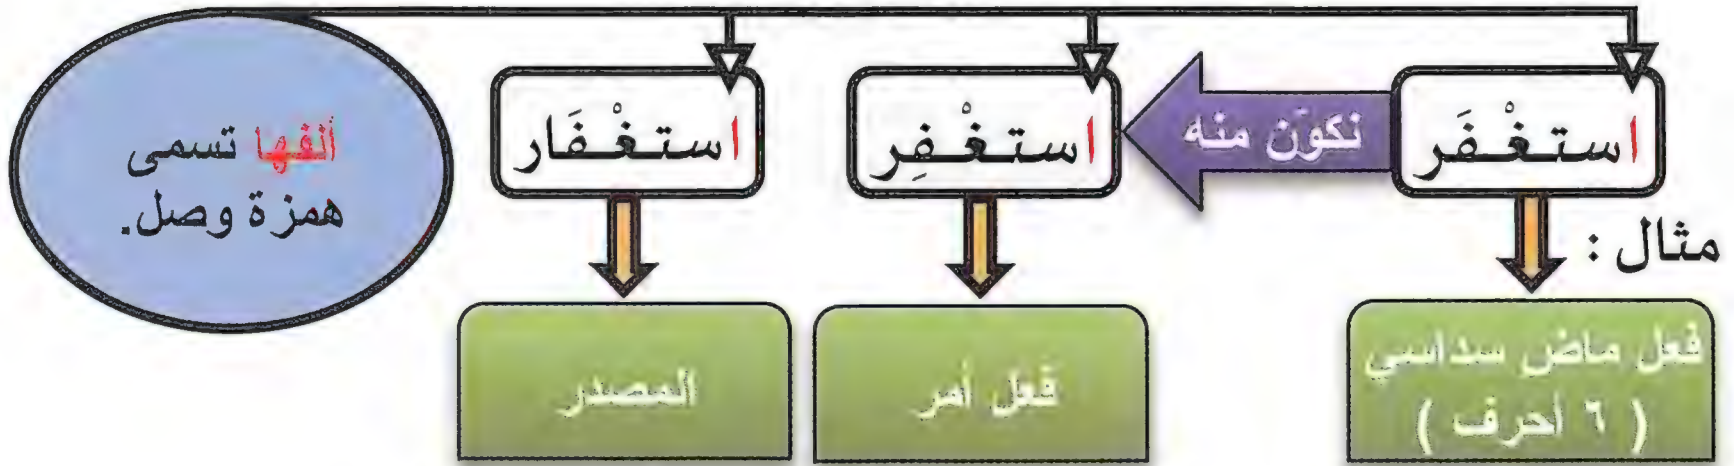 مثال :
استغْفَر
نكوّن منه
استغْفِر
استغْفَار
ألفها تسمى
همزة وصل.
فعل ماض سداسي
( ٦ أحرف )
فعل أمر
المصدر